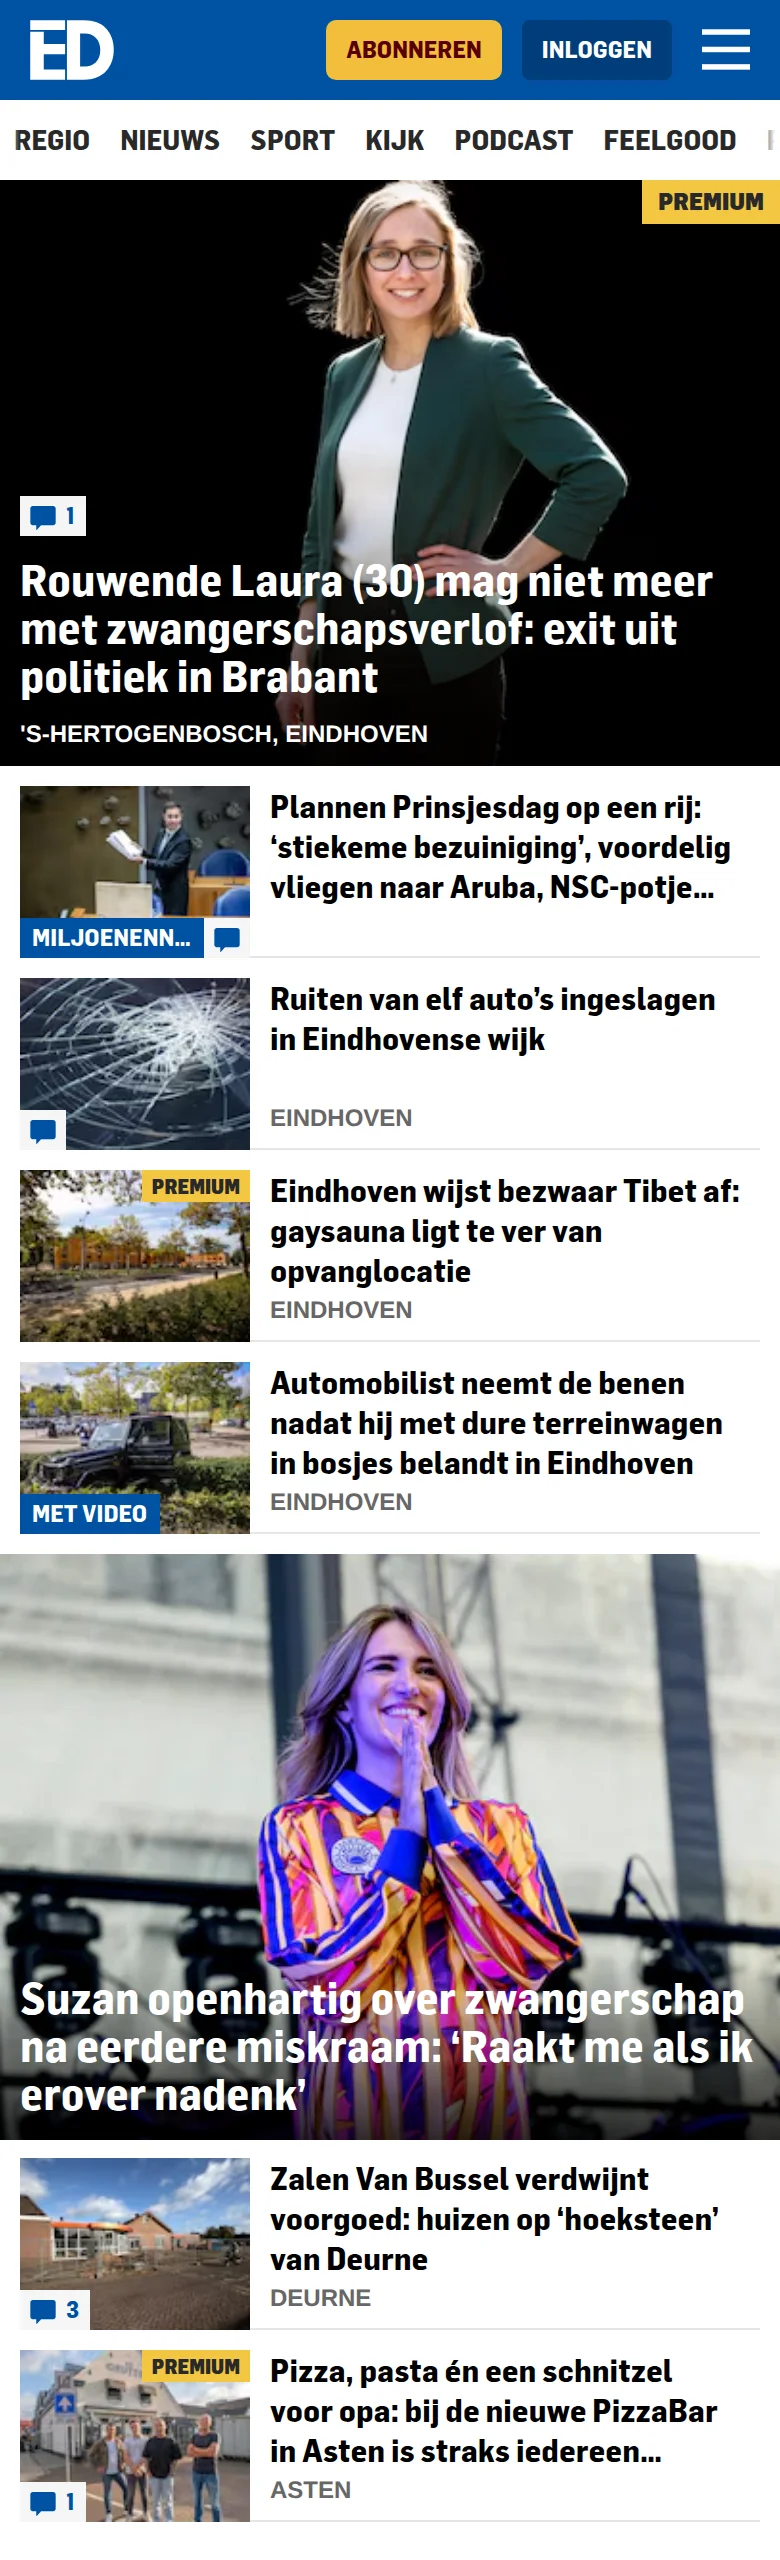 ED
ABONNEREN
INLOGGEN
REGIO NIEUWS SPORT KIJK PODCAST FEELGOOD
PREMIUM
1
Rouwende Laura (30) mag niet meer
met zwangerschapsverlof: exit uit
politiek in Brabant
'S-HERTOGENBOSCH, EINDHOVEN
Plannen Prinsjesdag op een rij:
‘stiekeme bezuiniging’, voordelig
vliegen naar Aruba, NSC-potje...
MILJOENENN...
Ruiten van elf auto’s ingeslagen
in Eindhovense wijk
EINDHOVEN
PREMIUM
Eindhoven wijst bezwaar Tibet af:
gaysauna ligt te ver van
opvanglocatie
EINDHOVEN
Automobilist neemt de benen
nadat hij met dure terreinwagen
in bosjes belandt in Eindhoven
EINDHOVEN
MET VIDEO
Suzan openhartig over zwangerschap
na eerdere miskraam: ‘Raakt me als ik
erover nadenk’
Zalen Van Bussel verdwijnt
voorgoed: huizen op ‘hoeksteen’
van Deurne
DEURNE
3
PREMIUM
Pizza, pasta én een schnitzel
voor opa: bij de nieuwe PizzaBar
in Asten is straks iedereen...
ASTEN
1